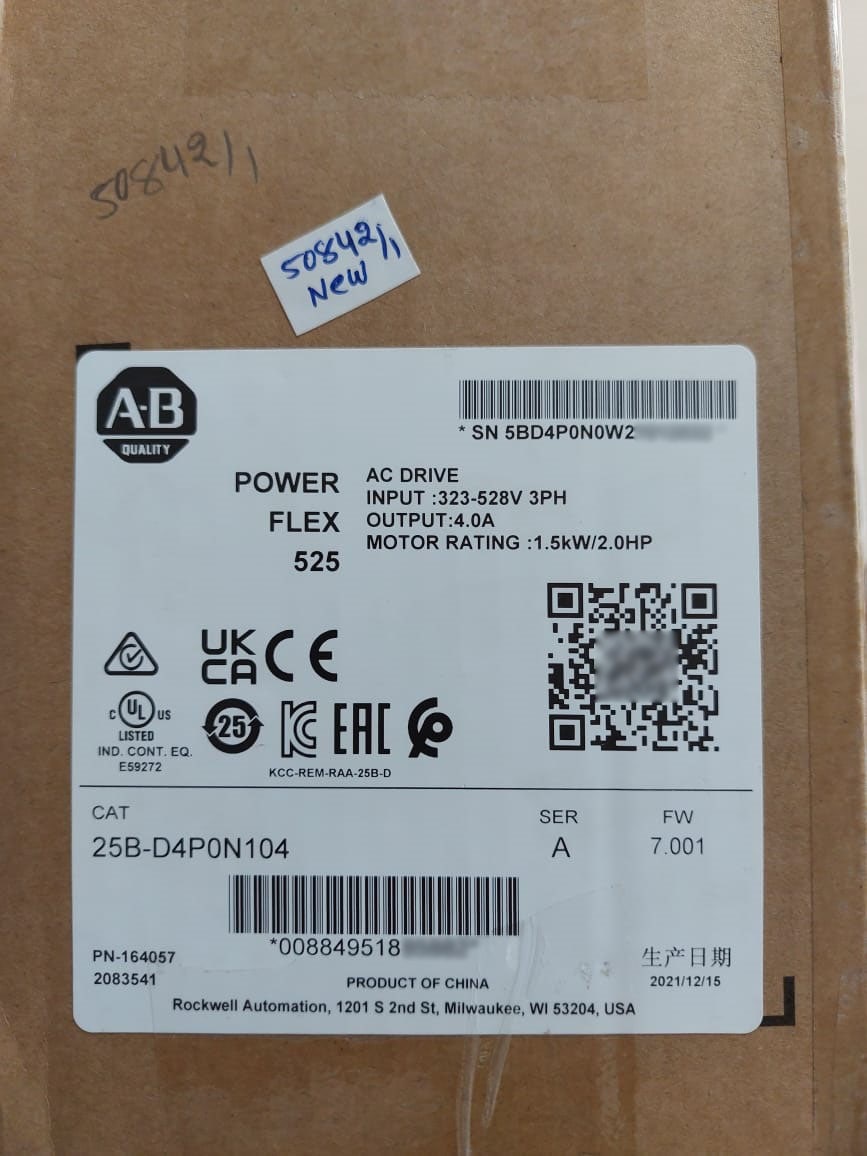 50842/1
50842/1
New
A-B
QUALITY
* SN 5BD4P0N0W2
POWER
FLEX
525
AC DRIVE
INPUT :323-528V 3PH
OUTPUT:4.0A
MOTOR RATING :1.5kW/2.0HP
UK
CA
CE
C UL US
LISTED
IND. CONT. EQ.
E59272
25
KC
EAC
KCC-REM-RAA-25B-D
CAT
25B-D4P0N104
SER
A
FW
7.001
*008849518
PN-164057
2083541
生产日期
2021/12/15
PRODUCT OF CHINA
Rockwell Automation, 1201 S 2nd St, Milwaukee, WI 53204, USA